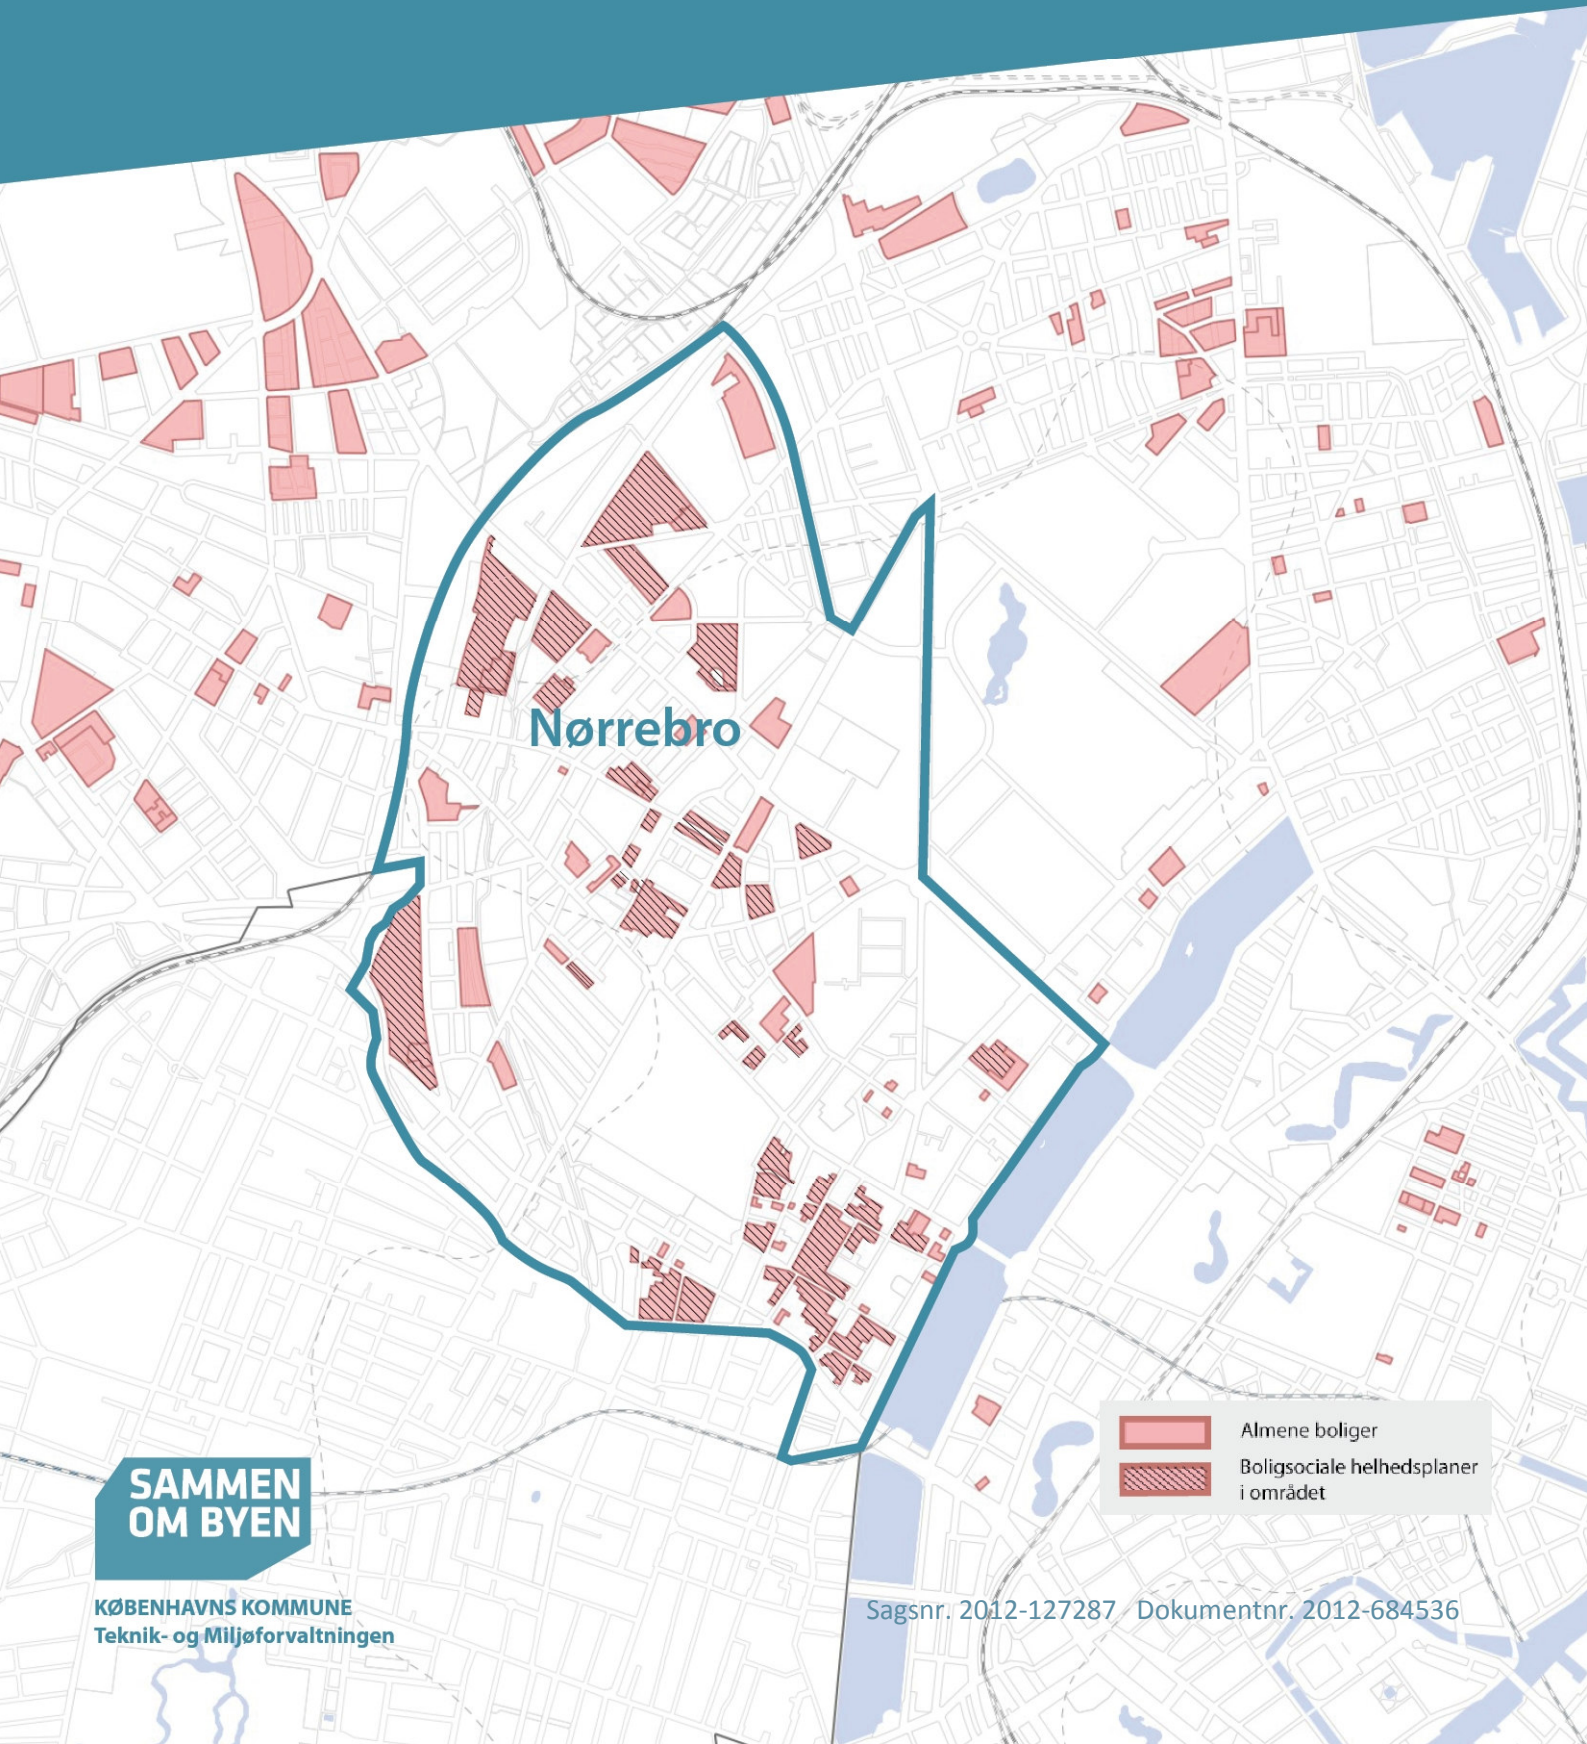 Nørrebro
Almene boliger
Boligsociale helhedsplaner
i området
SAMMEN
OM BYEN
KØBENHAVNS KOMMUNE
Teknik- og Miljøforvaltningen
Sagsnr. 2012-127287 Dokumentnr. 2012-684536